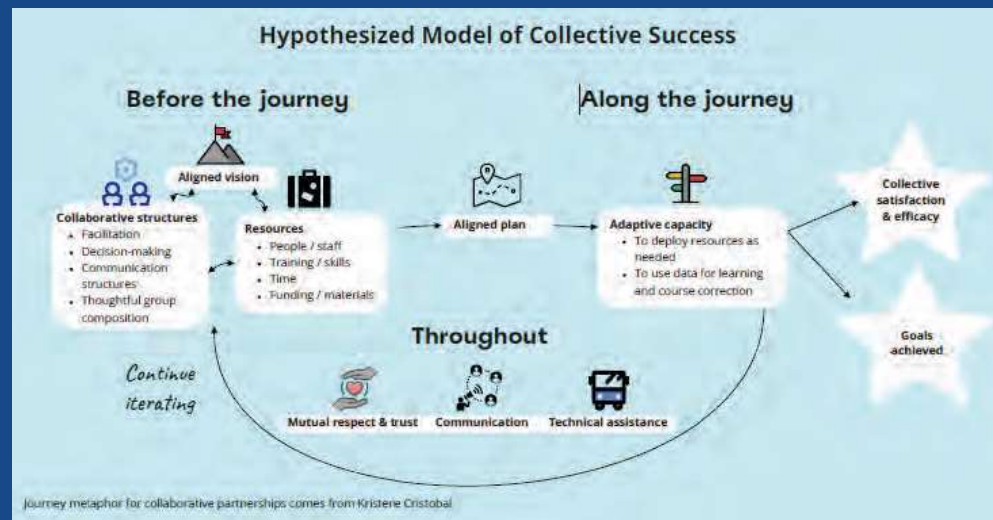 Hypothesized Model of Collective Success
Before the journey
Aligned vision
Collaborative structures
Facilitation
Decision-making
Communication
structures
Thoughtful group
composition
Resources
People / staff
Training / skills
Time
Funding / materials
Aligned plan
Along the journey
Adaptive capacity
To deploy resources as
needed
To use data for learning
and course correction
Collective
satisfaction
& efficacy
Goals
achieved
Throughout
Mutual respect & trust
Communication
Technical assistance
Continue
iterating
Journey metaphor for collaborative partnerships comes from Kristere Cristobal